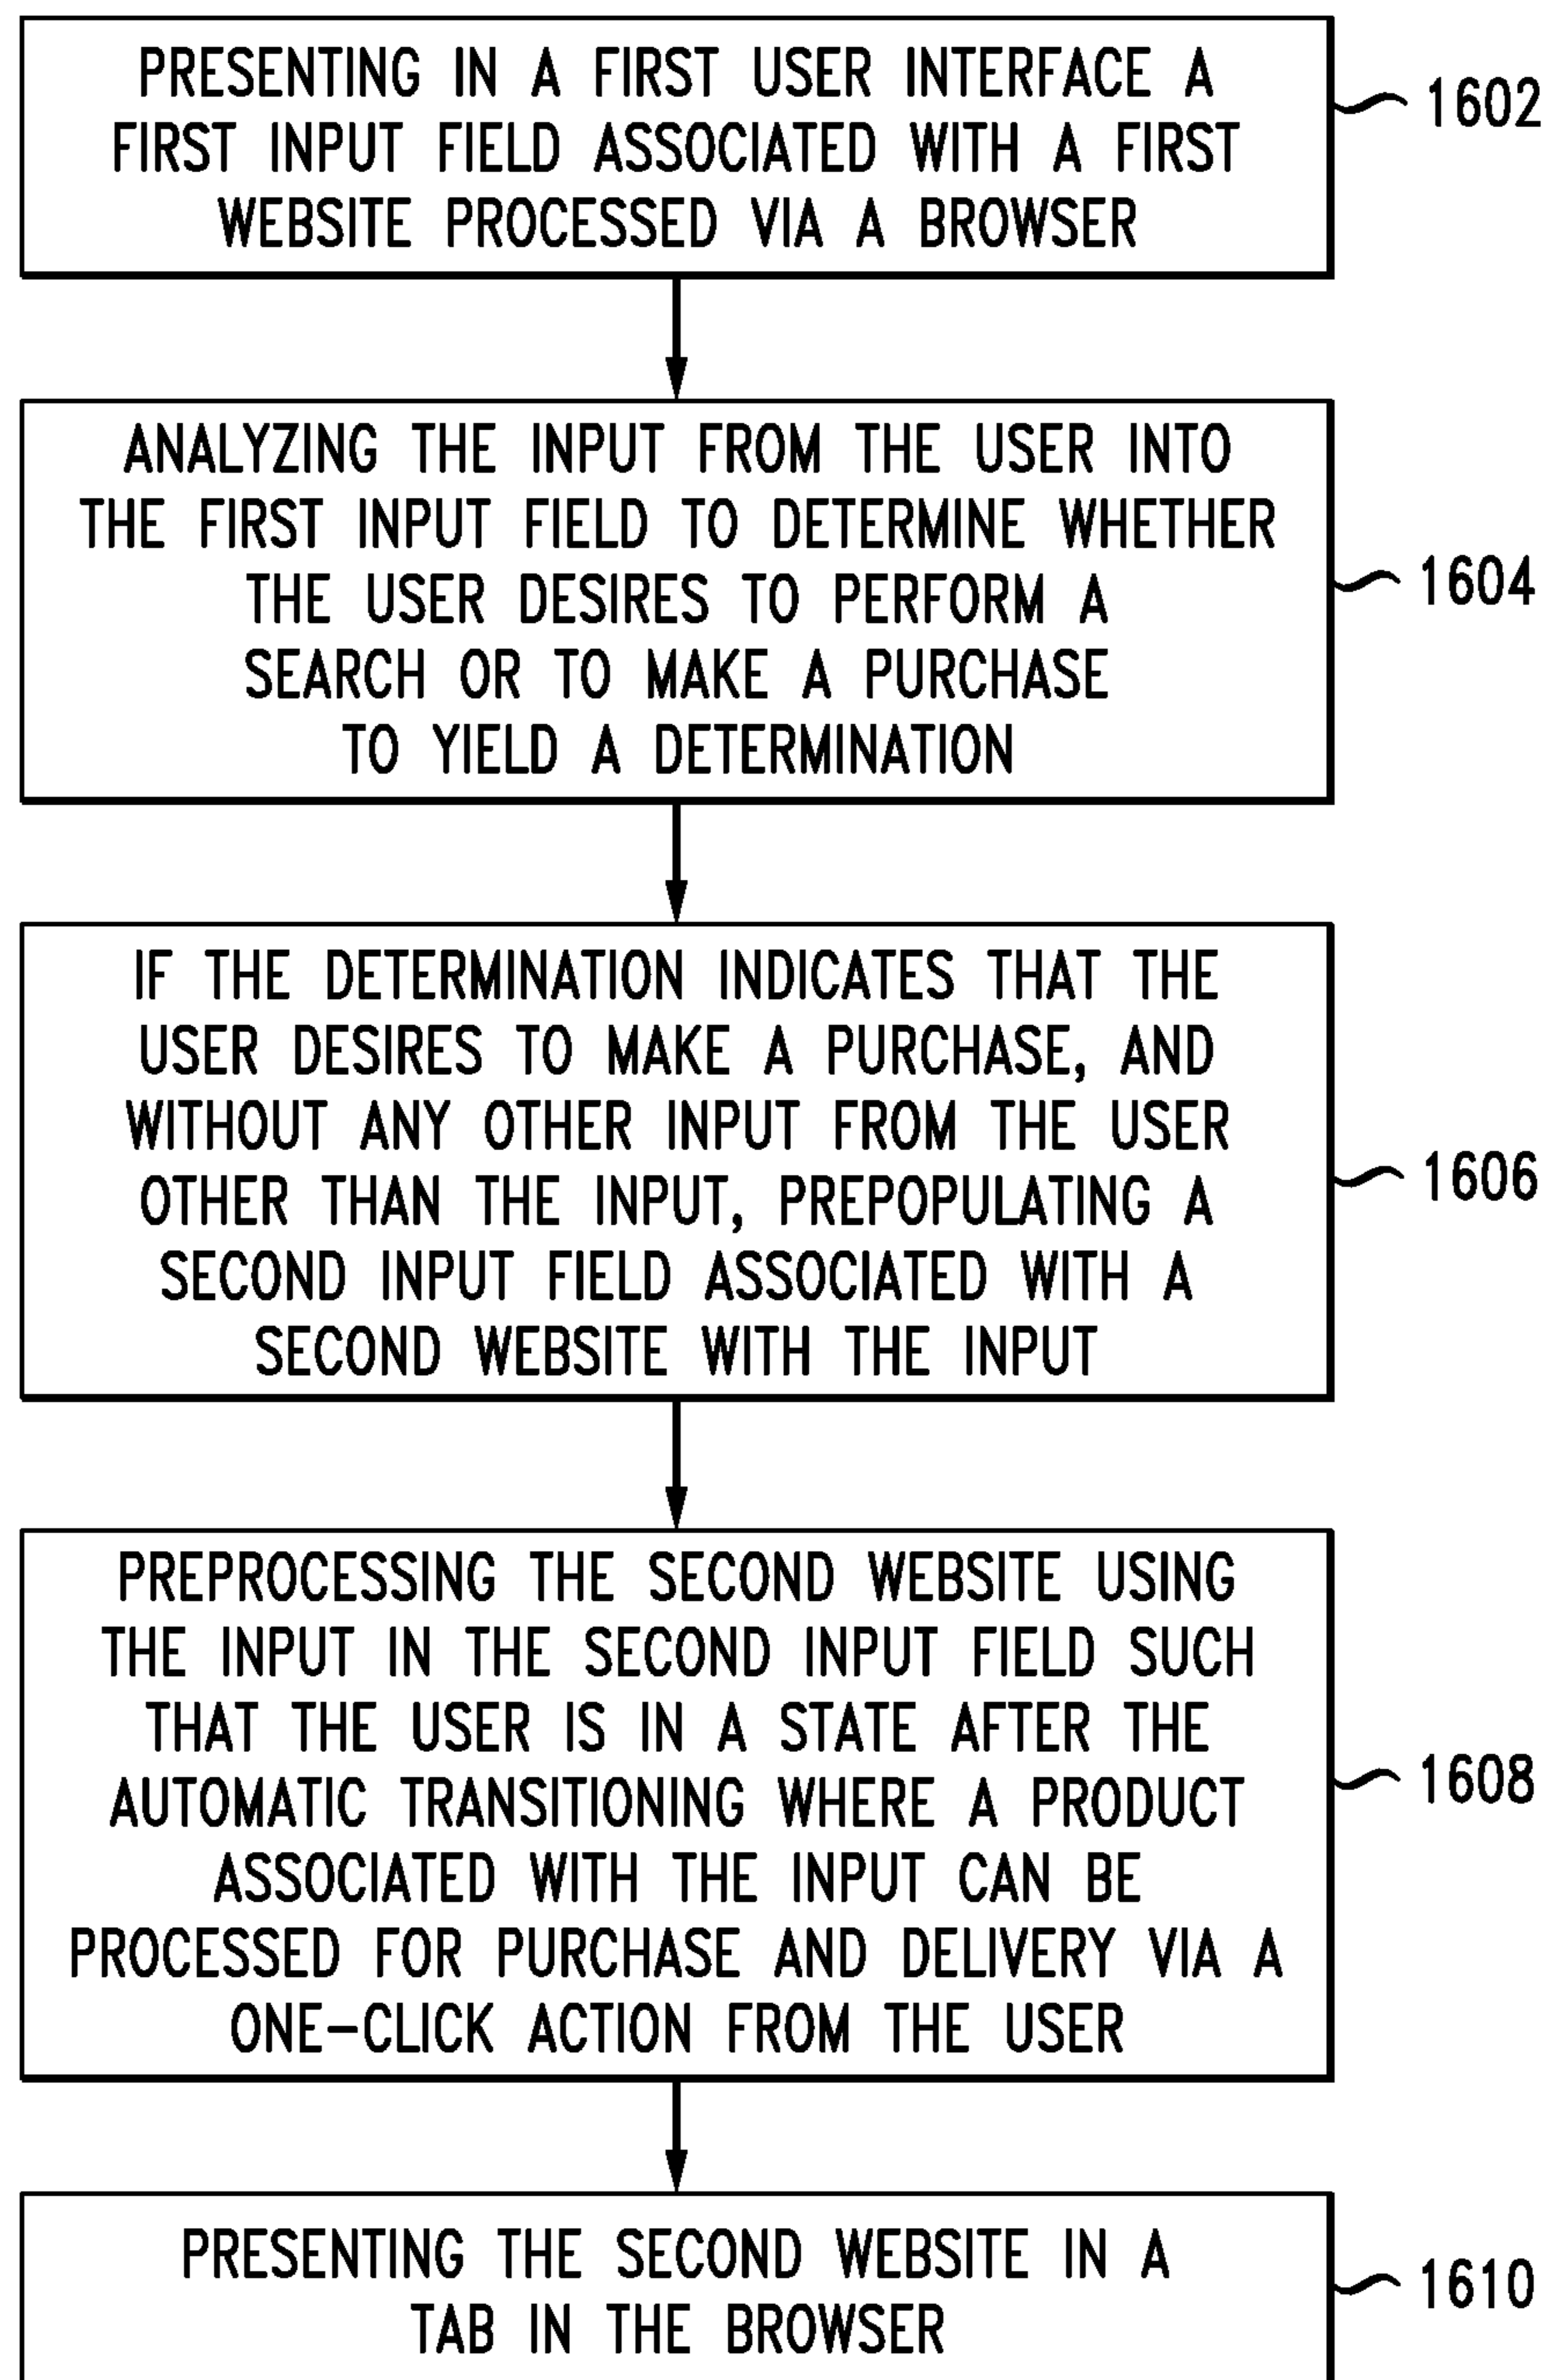 PRESENTING IN A FIRST USER INTERFACE A
FIRST INPUT FIELD ASSOCIATED WITH A FIRST
WEBSITE PROCESSED VIA A BROWSER
1602
ANALYZING THE INPUT FROM THE USER INTO
THE FIRST INPUT FIELD TO DETERMINE WHETHER
THE USER DESIRES TO PERFORM A
SEARCH OR TO MAKE A PURCHASE
TO YIELD A DETERMINATION
1604
IF THE DETERMINATION INDICATES THAT THE
USER DESIRES TO MAKE A PURCHASE, AND
WITHOUT ANY OTHER INPUT FROM THE USER
OTHER THAN THE INPUT, PREPOPULATING A
SECOND INPUT FIELD ASSOCIATED WITH A
SECOND WEBSITE WITH THE INPUT
1606
PREPROCESSING THE SECOND WEBSITE USING
THE INPUT IN THE SECOND INPUT FIELD SUCH
THAT THE USER IS IN A STATE AFTER THE
AUTOMATIC TRANSITIONING WHERE A PRODUCT
ASSOCIATED WITH THE INPUT CAN BE
PROCESSED FOR PURCHASE AND DELIVERY VIA A
ONE-CLICK ACTION FROM THE USER
1608
PRESENTING THE SECOND WEBSITE IN A
TAB IN THE BROWSER
1610